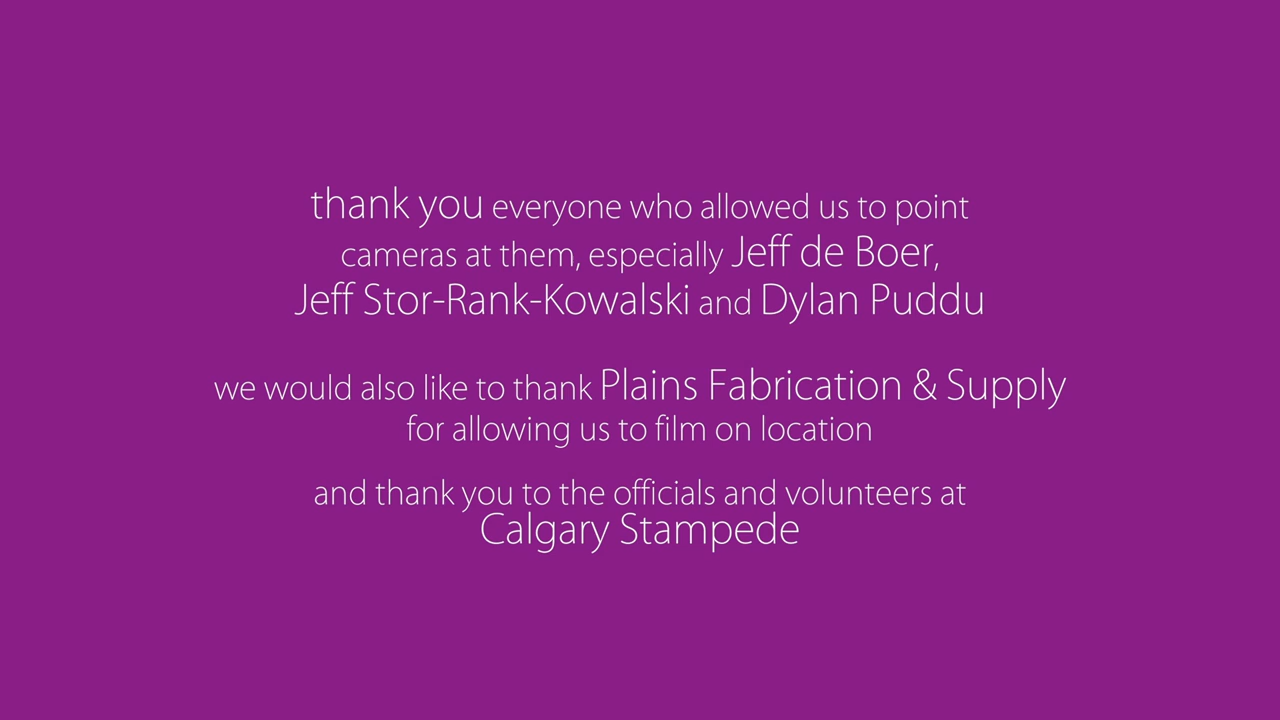 thank you everyone who allowed us to point
cameras at them, especially Jeff de Boer,
Jeff Stor-Rank-Kowalski and Dylan Puddu
we would also like to thank Plains Fabrication & Supply
for allowing us to film on location
and thank you to the officials and volunteers at
Calgary Stampede